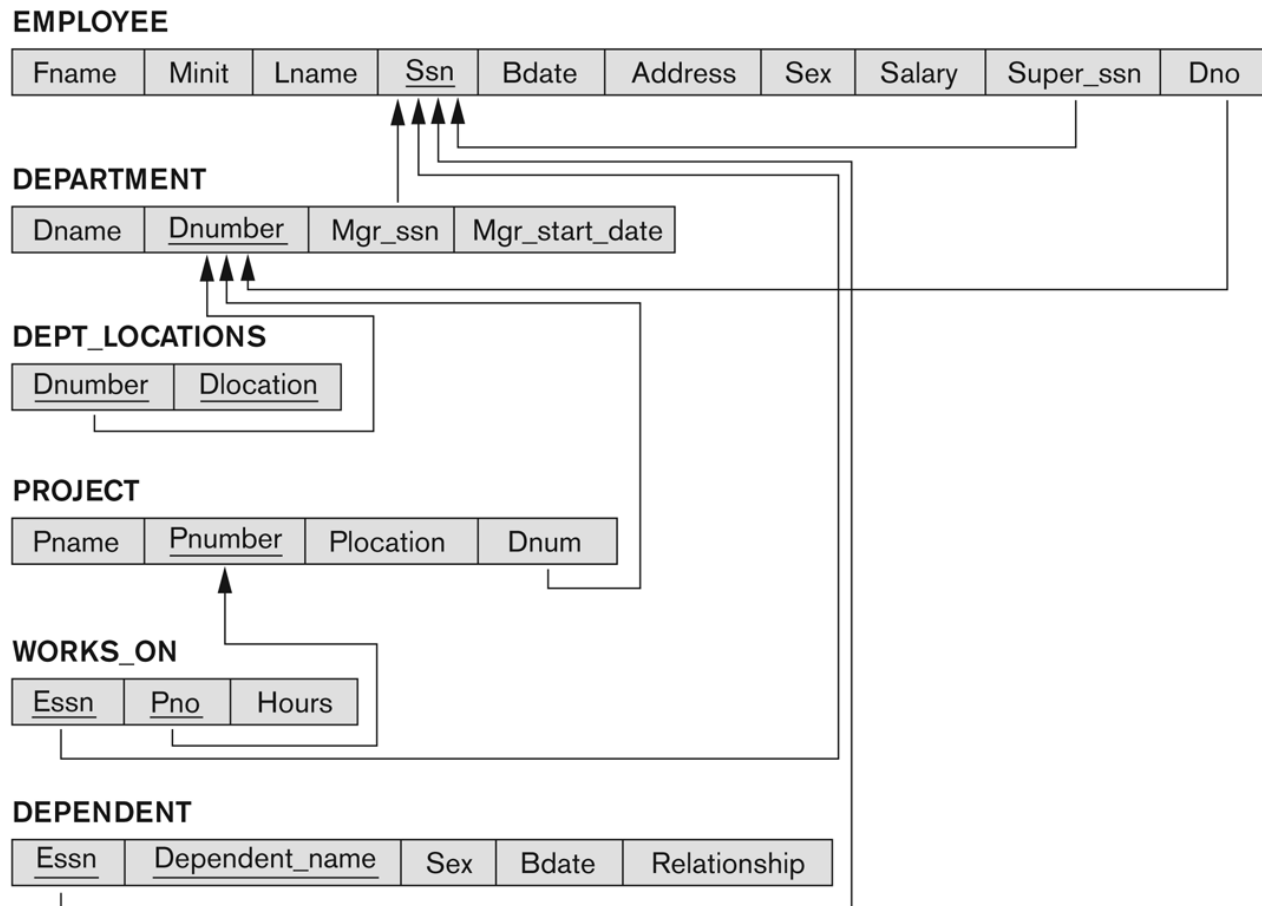 EMPLOYEE
Fname Minit Lname Ssn Bdate Address Sex Salary Super_ssn Dno
DEPARTMENT
Dname Dnumber Mgr_ssn Mgr_start_date
DEPT_LOCATIONS
Dnumber Dlocation
PROJECT
Pname Pnumber Plocation Dnum
WORKS_ON
Essn Pno Hours
DEPENDENT
Essn Dependent_name Sex Bdate Relationship